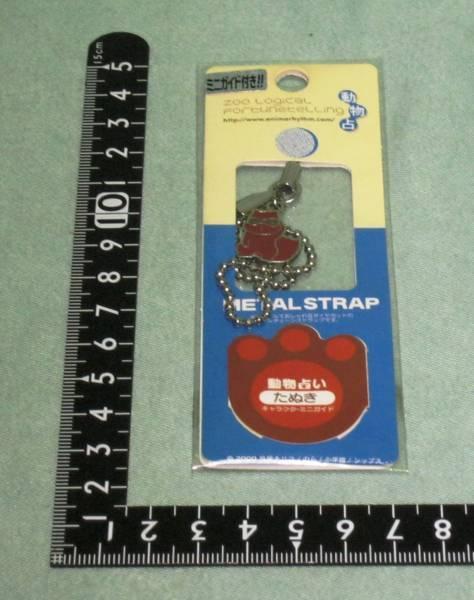 ミニガイド付き!!
ZOO LOGICAL
FORTUNETELLING
http://www.animarhythm.com/
動物占
METAL STRAP
動物占い
たぬき
キャラクターミニガイド
15cm
5
4
3
2
1
10
9
8
7
6
5
4
3
2
1
1
2
3
4
5
6
7
8